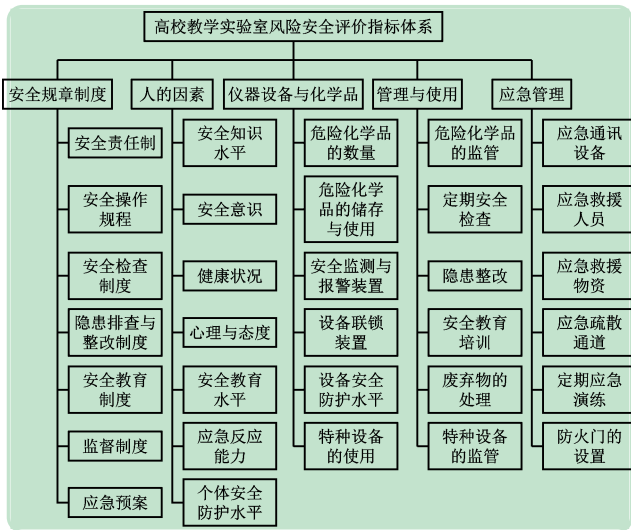 高校教学实验室风险安全评价指标体系
安全规章制度
安全责任制
安全操作
规程
安全检查
制度
隐患排查与
整改制度
安全教育
制度
监督制度
应急预案
人的因素
安全知识
水平
安全意识
健康状况
心理与态度
安全教育
水平
应急反应
能力
个体安全
防护水平
仪器设备与化学品
危险化学品
的数量
危险化学
品的储存
与使用
安全监测与
报警装置
设备联锁
装置
设备安全
防护水平
特种设备
的使用
管理与使用
危险化学品
的监管
定期安全
检查
隐患整改
安全教育
培训
废弃物的
处理
特种设备
的监管
应急管理
应急通讯
设备
应急救援
人员
应急救援
物资
应急疏散
通道
定期应急
演练
防火门的
设置